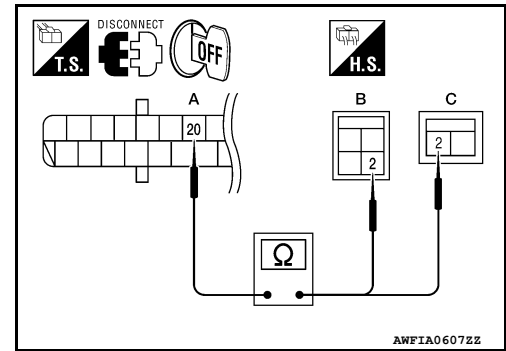 DISCONNECT
OFF
T.S.
H.S.
A
B
C
20
2
2
Ω
AWFIA0607ZZ